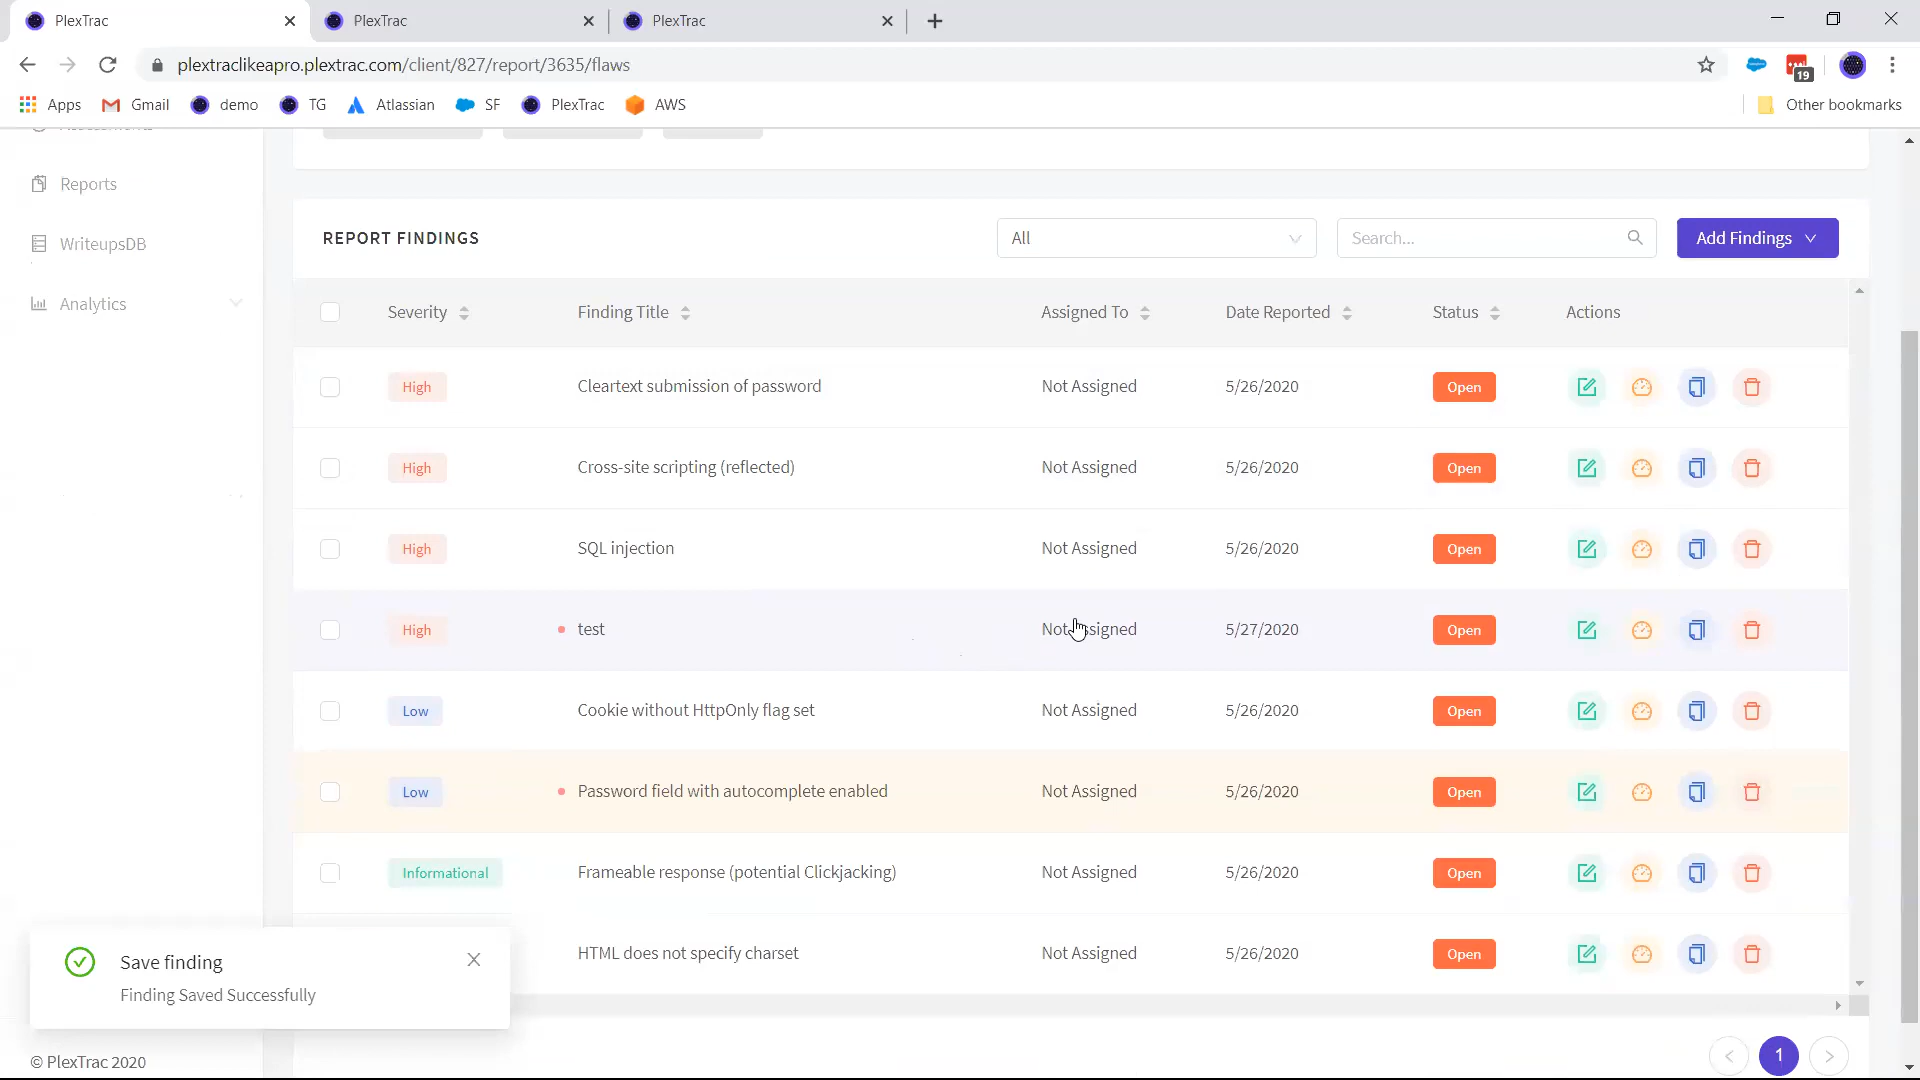 PlexTrac
PlexTrac
PlexTrac
plextraclikeapro.plextrac.com/client/827/report/3635/flaws
19
Apps
Gmail
demo
TG
Atlassian
SF
PlexTrac
AWS
Other bookmarks
Reports
WriteupsDB
Analytics
REPORT FINDINGS
All
Search...
Add Findings
Severity
Finding Title
Assigned To
Date Reported
Status
Actions
High
Cleartext submission of password
Not Assigned
5/26/2020
Open
High
Cross-site scripting (reflected)
Not Assigned
5/26/2020
Open
High
SQL injection
Not Assigned
5/26/2020
Open
High
test
Not Assigned
5/27/2020
Open
Low
Cookie without HttpOnly flag set
Not Assigned
5/26/2020
Open
Low
Password field with autocomplete enabled
Not Assigned
5/26/2020
Open
Informational
Frameable response (potential Clickjacking)
Not Assigned
5/26/2020
Open
HTML does not specify charset
Not Assigned
5/26/2020
Open
Save finding
Finding Saved Successfully
© PlexTrac 2020
1